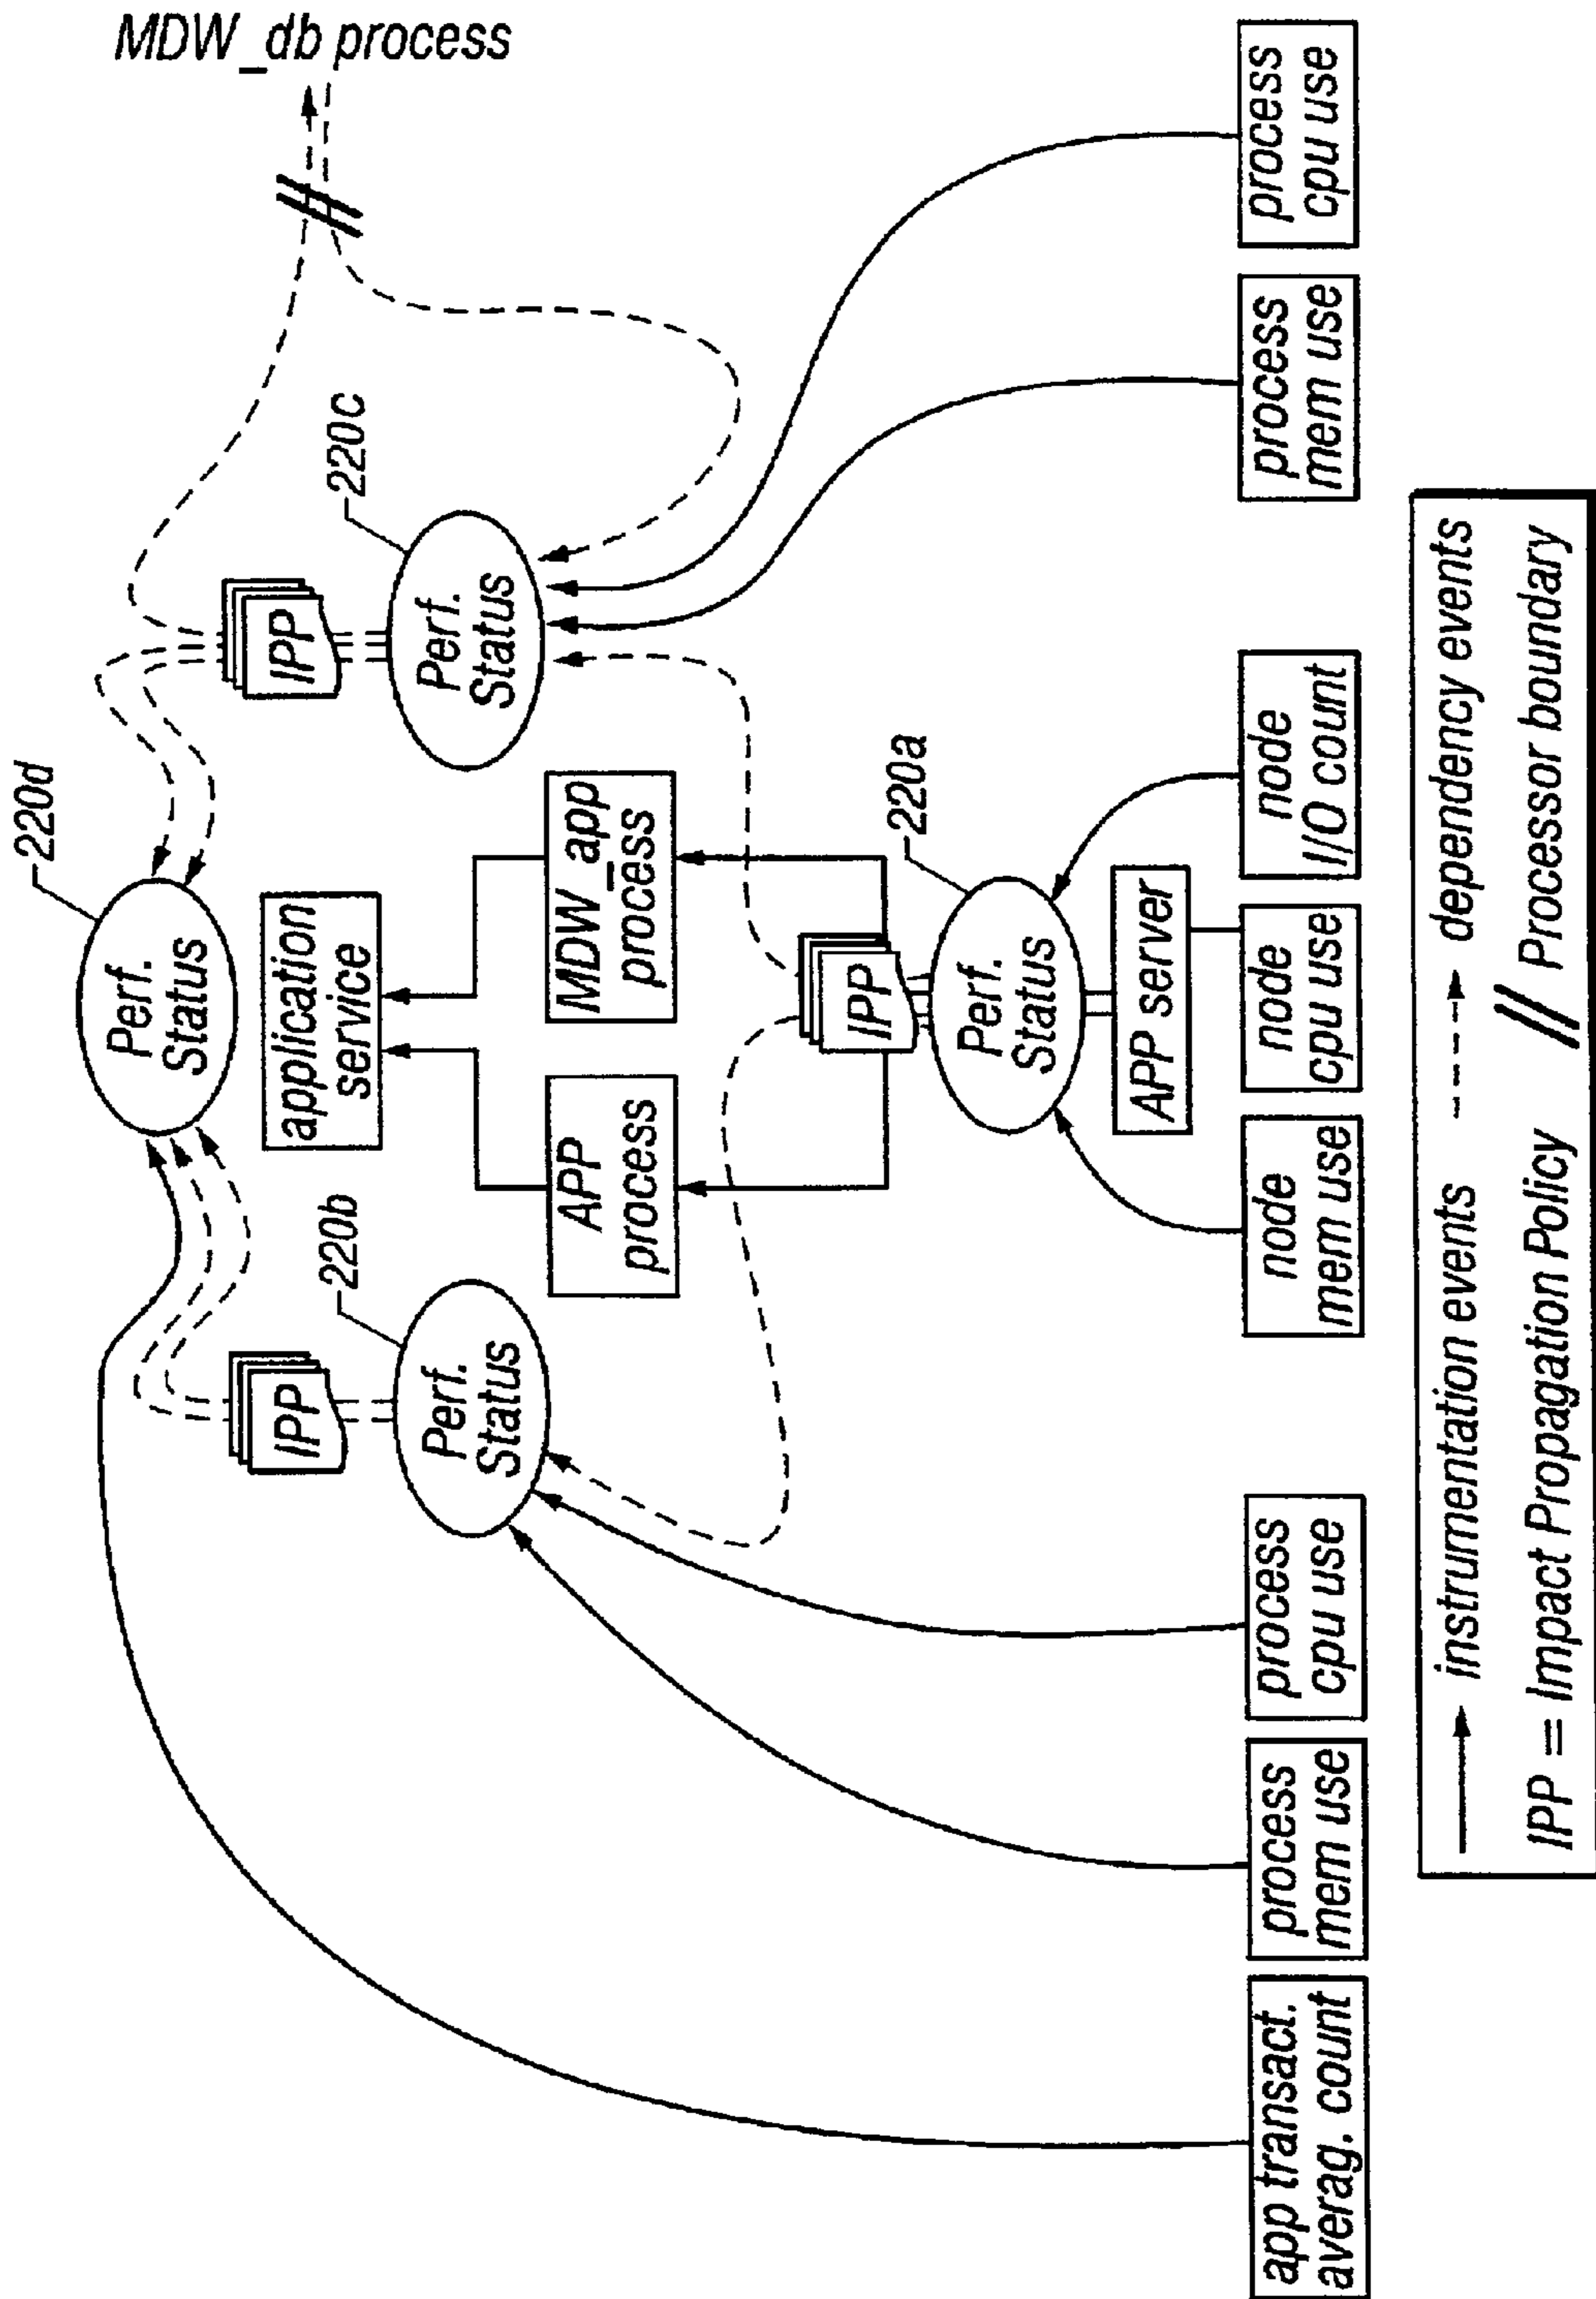 MDW_db process
220d
Perf.
Status
application
service
220b
220c
IPP
IPP
Perf.
Status
Perf.
Status
APP
process
MDW_app
process
IPP
220a
Perf.
Status
APP server
app transact.
averag. count
process
mem use
process
cpu use
node
mem use
node
cpu use
node
I/O count
process
mem use
process
cpu use
instrumentation events dependency events
IPP = Impact Propagation Policy // Processor boundary